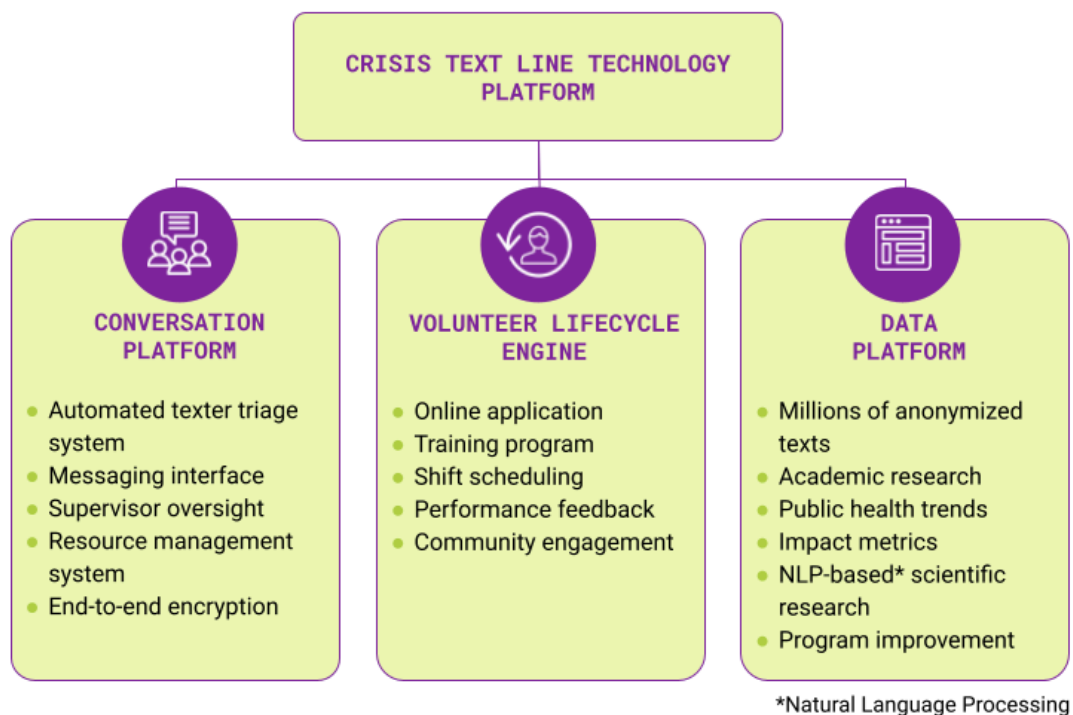 CRISIS TEXT LINE TECHNOLOGY
PLATFORM
CONVERSATION
PLATFORM
● Automated texter triage
system
● Messaging interface
● Supervisor oversight
● Resource management
system
● End-to-end encryption
VOLUNTEER LIFECYCLE
ENGINE
● Online application
● Training program
● Shift scheduling
● Performance feedback
● Community engagement
DATA
PLATFORM
● Millions of anonymized
texts
● Academic research
● Public health trends
● Impact metrics
● NLP-based* scientific
research
● Program improvement
*Natural Language Processing